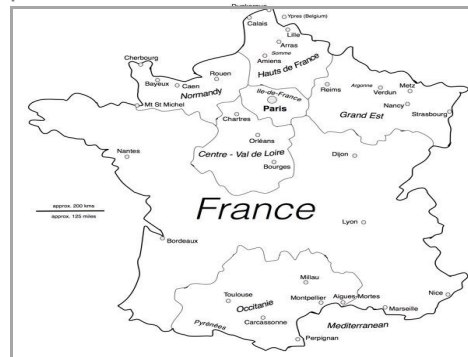 Dunkerque
Calais
Ypres (Belgium)
Lille
Arras
Somme
Amiens
Hauts de France
Cherbourg
Rouen
Bayeux
Caen
Normandy
Ile-de-France
Paris
Reims
Argonne
Verdun
Metz
Nancy
Grand Est
Strasbourg
Mt St Michel
Chartres
Orléans
Centre - Val de Loire
Bourges
Nantes
Dijon
France
approx. 200 kms
approx. 125 miles
Lyon
Bordeaux
Millau
Toulouse
Occitanie
Montpellier
Aigues-Mortes
Nice
Marseille
Pyrénées
Carcassonne
Mediterranean
Perpignan